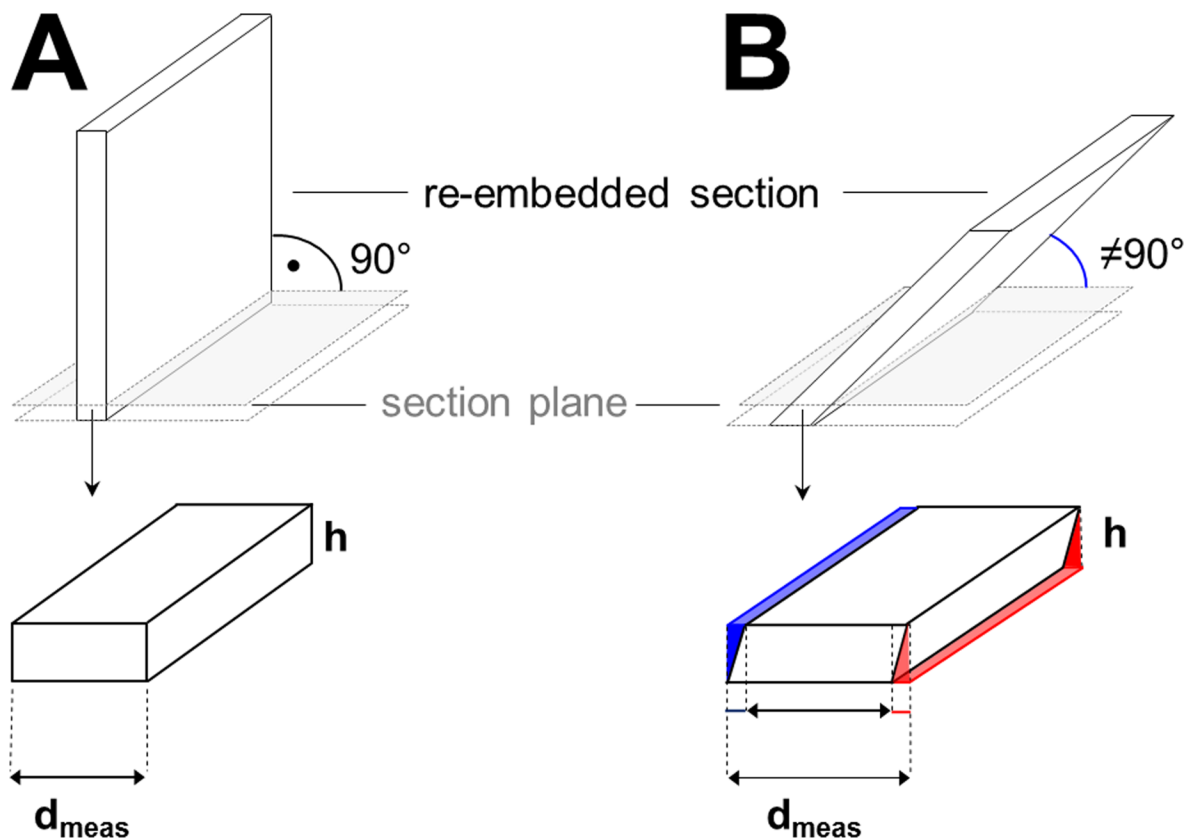 A
B
re-embedded section
90°
≠90°
section plane
h
h
dmeas
dmeas